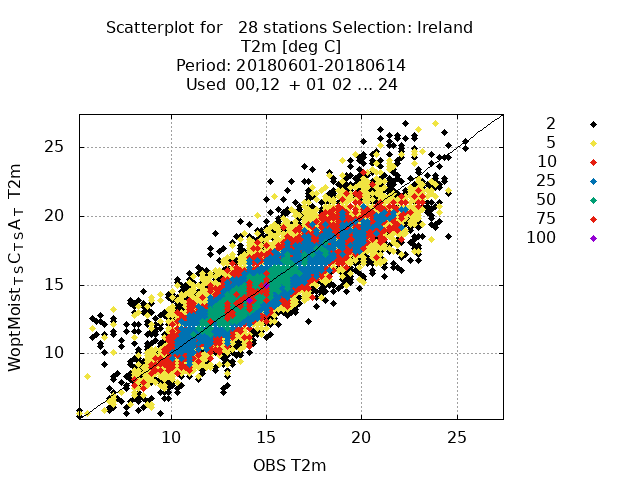 Scatterplot for 28 stations Selection: Ireland
T2m [deg C]
Period: 20180601-20180614
Used 00,12 + 01 02 ... 24
2
5
10
25
50
75
100
25
20
15
10
WoptMoist_TSC_TSA_T T2m
10 15 20 25
OBS T2m